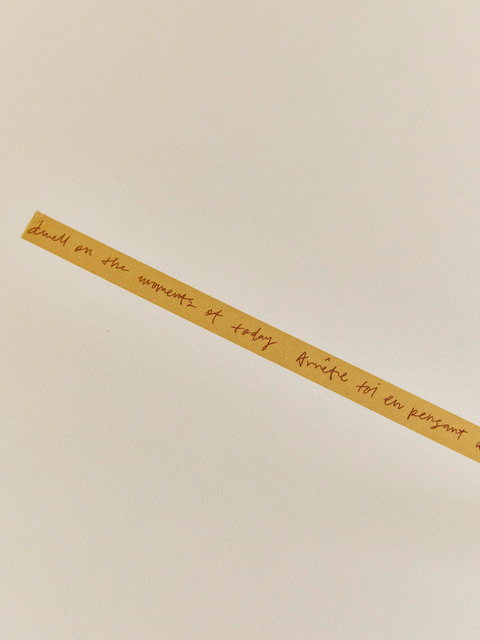 dwell on the moments of today Arrête toi en pensant